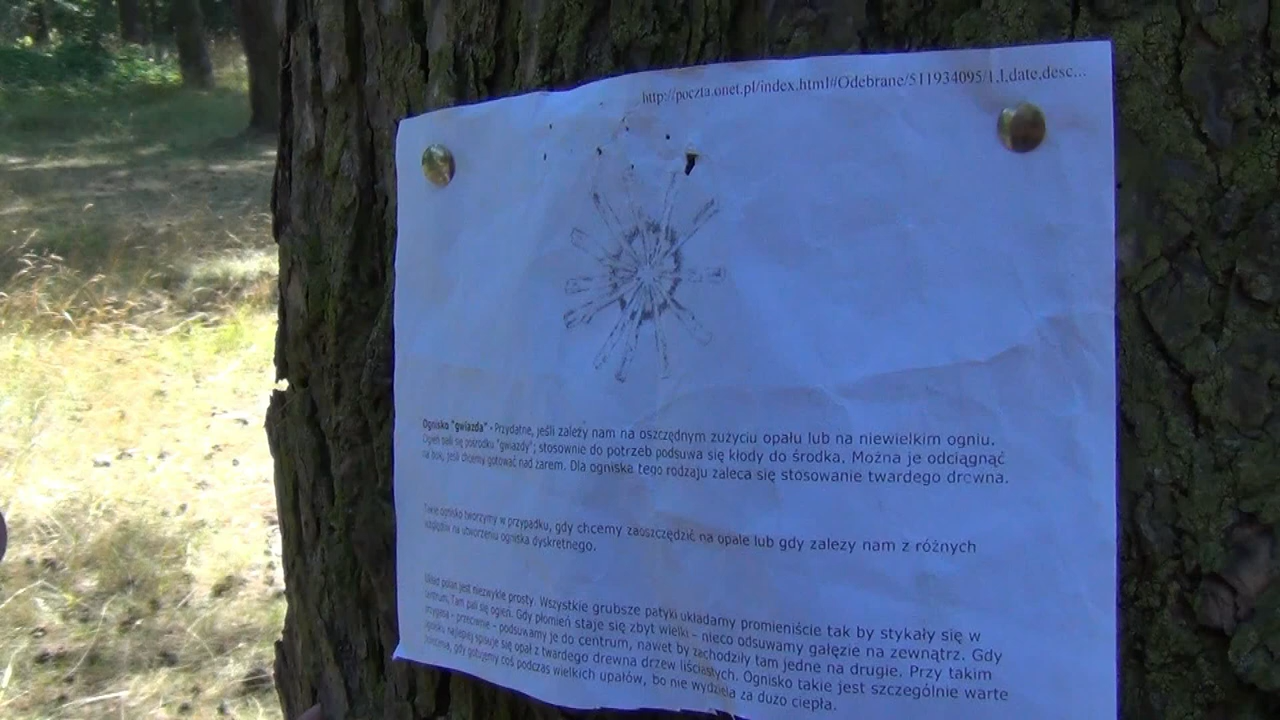 http://poczta.onet.pl/index.html#Odebrane/511934095/1,l,date,desc...
Ognisko "gwiazda" - Przydatne, jeśli zależy nam na oszczędnym zużyciu opału lub na niewielkim ogniu.
Ogień pali się pośrodku "gwiazdy"; stosownie do potrzeb podsuwa się kłody do środka. Można je odciągnąć
na boki, jeśli chcemy gotować nad żarem. Dla ogniska tego rodzaju zaleca się stosowanie twardego drewna.
Takie ognisko tworzymy w przypadku, gdy chcemy zaoszczędzić na opale lub gdy zalezy nam z różnych
względów na utworzeniu ogniska dyskretnego.
Układ polan jest niezwykle prosty. Wszystkie grubsze patyki układamy promieniście tak by stykały się w
centrum. Tam pali się ogień. Gdy płomień staje się zbyt wielki – nieco odsuwamy gałęzie na zewnątrz. Gdy
przygasa – przeciwnie – podsuwamy je do centrum, nawet by zachodziły tam jedne na drugie. Przy takim
ognisku najlepiej spisuje się opał z twardego drewna drzew liściastych. Ognisko takie jest szczególnie warte
polecenia, gdy gotujemy coś podczas wielkich upałów, bo nie wydziela za dużo ciepła.